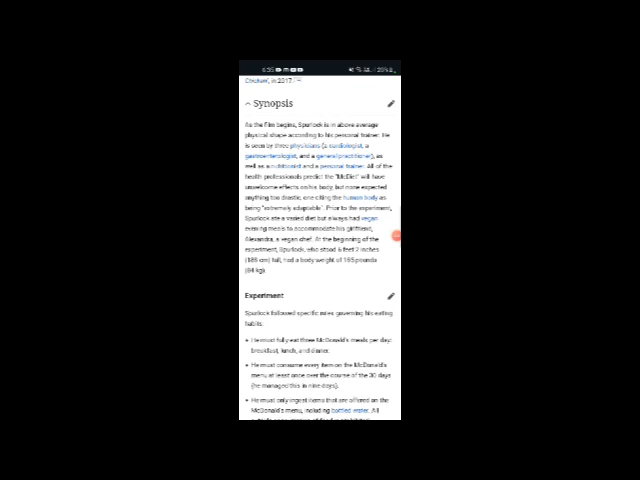 Chicken!, in 2017.
Synopsis
As the Film begins, Spurlock is in above average
physical shape according to his personal trainer. He
is seen by three physicians (a cardiologist, a
gastroenterologist, and a general practitioner), as
well as a nutritionist and a personal trainer. All of the
health professionals predict the "McDiet" will have
unwelcome effects on his body, but none expected
anything too drastic, one citing the human body as
being "extremely adaptable". Prior to the experiment,
Spurlock ate a varied diet but always had vegan
evening meals to accommodate his girlfriend,
Alexandra, a vegan chef. At the beginning of the
experiment, Spurlock, who stood 6 feet 2 inches
(188 cm) tall, had a body weight of 185 pounds
(84 kg).
Experiment
Spurlock followed specific rules governing his eating
habits:
• He must fully eat three McDonald's meals per day:
breakfast, lunch, and dinner.
• He must consume every item on the McDonald's
menu at least once over the course of the 30 days
(he managed this in nine days).
• He must only ingest items that are offered on the
McDonald's menu, including bottled water. All